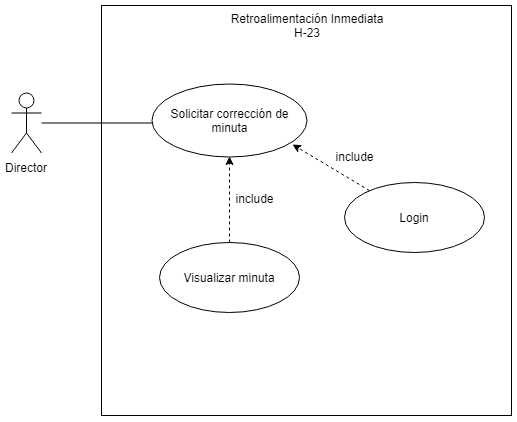 Retroalimentación Inmediata
H-23
Solicitar corrección de
minuta
Director
include
include
Login
Visualizar minuta